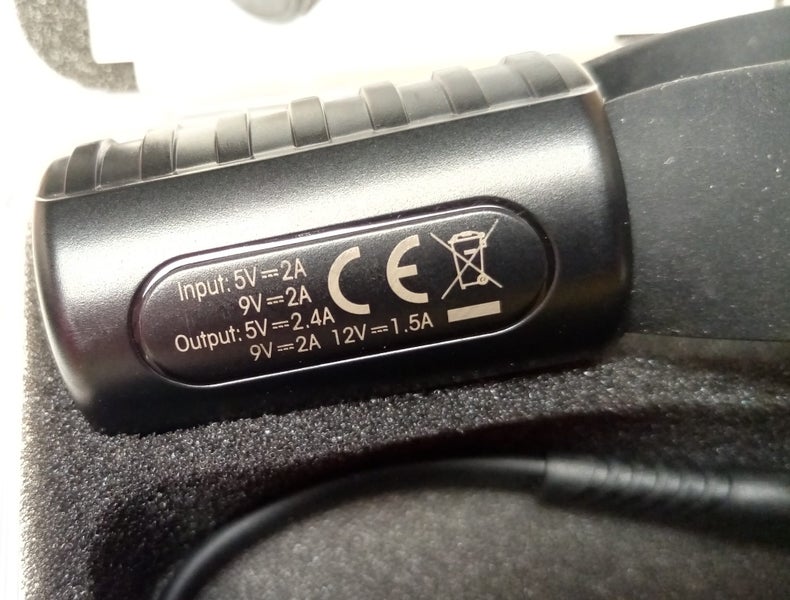 Input: 5V⎓2A
9V⎓2A
Output: 5V⎓2.4A
9V⎓2A 12V⎓1.5A
CE